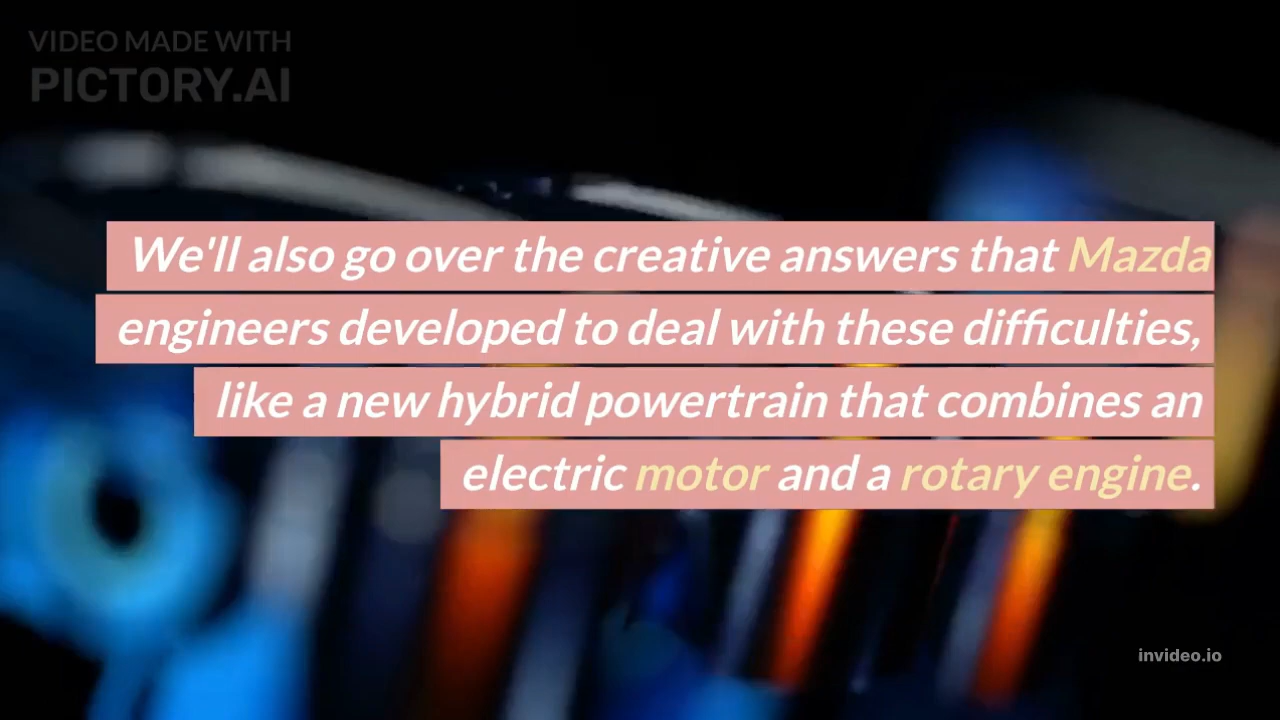 VIDEO MADE WITH
PICTORY.AI
We'll also go over the creative answers that Mazda
engineers developed to deal with these difficulties,
like a new hybrid powertrain that combines an
electric motor and a rotary engine.
invideo.io